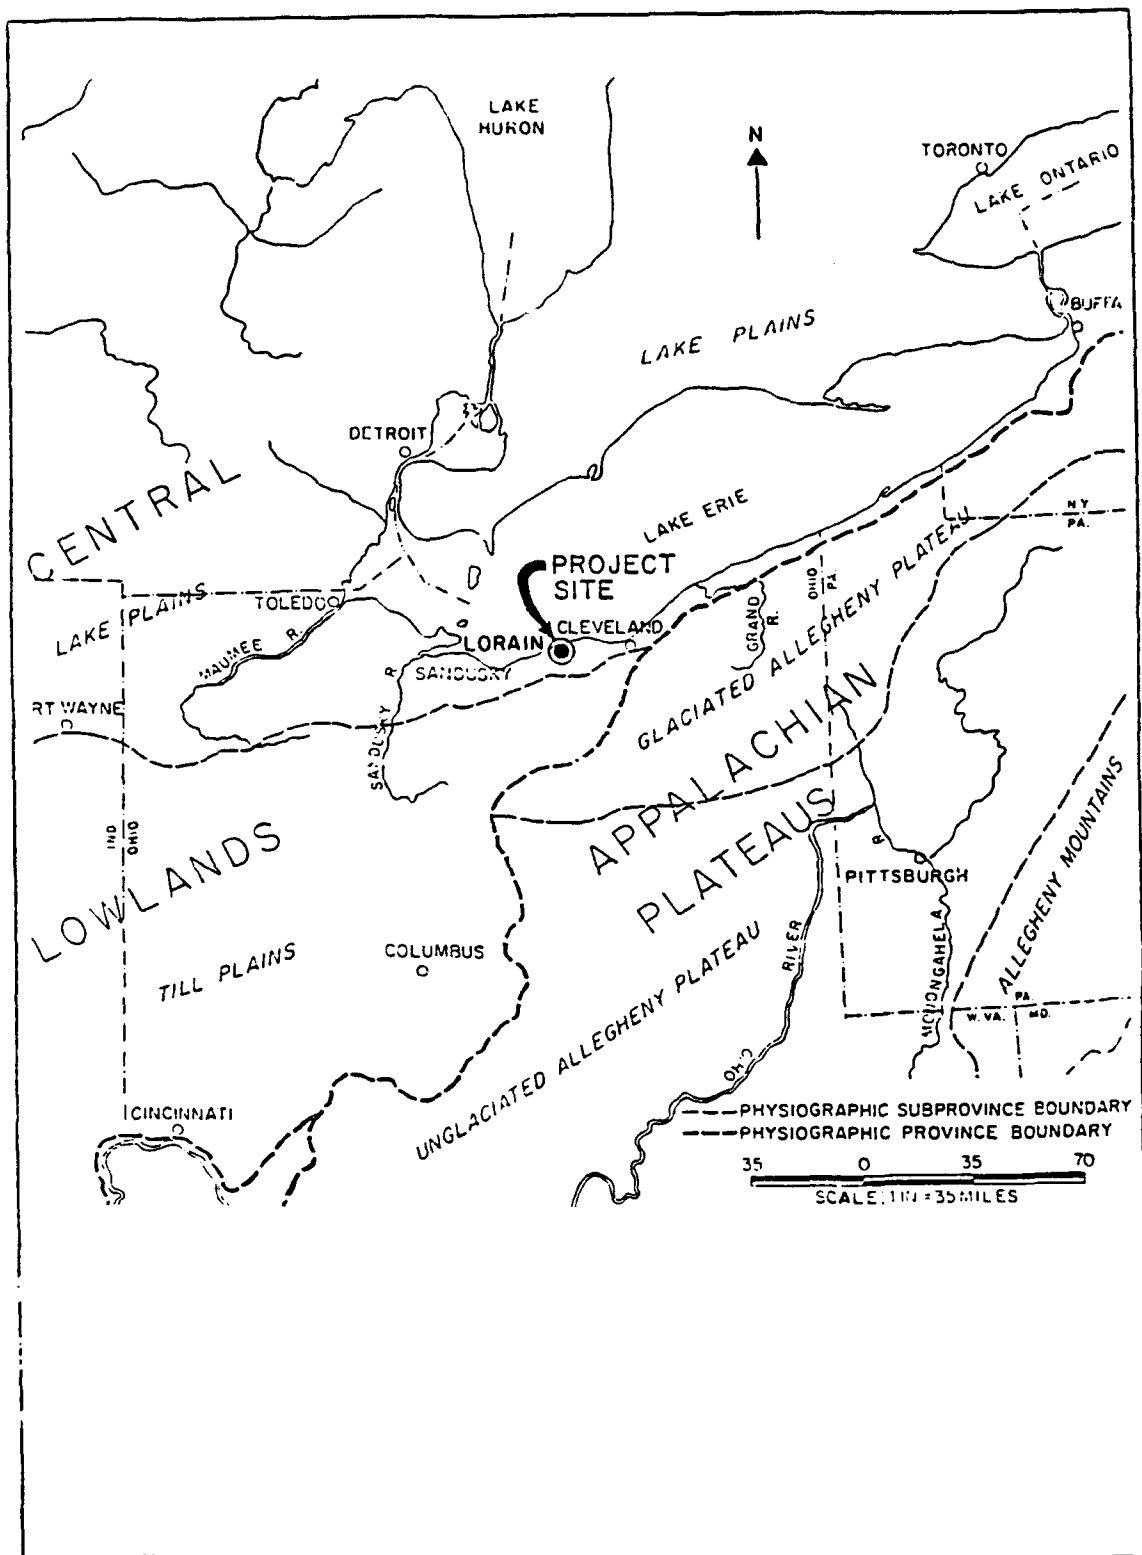 LAKE
HURON
N
TORONTO
LAKE ONTARIO
BUFFA
LAKE PLAINS
DETROIT
CENTRAL
LAKE ERIE
N.Y.
PA.
PROJECT
SITE
LAKE PLAINS
TOLEDO
OHIO
PA.
GRAND
R.
LORAIN
CLEVELAND
MAUMEE R.
SANDUSKY
SANDUSKY R.
RT WAYNE
GLACIATED ALLEGHENY PLATEAU
APPALACHIAN
PLATEAUS
IND
OHIO
LOWLANDS
R.
PITTSBURGH
ALLEGHENY MOUNTAINS
COLUMBUS
TILL PLAINS
UNGLACIATED ALLEGHENY PLATEAU
OHIO
RIVER
MONONGAHELA
PA.
W. VA.
MD.
CINCINNATI
PHYSIOGRAPHIC SUBPROVINCE BOUNDARY
PHYSIOGRAPHIC PROVINCE BOUNDARY
35 0 35 70
SCALE: 1 IN = 35 MILES